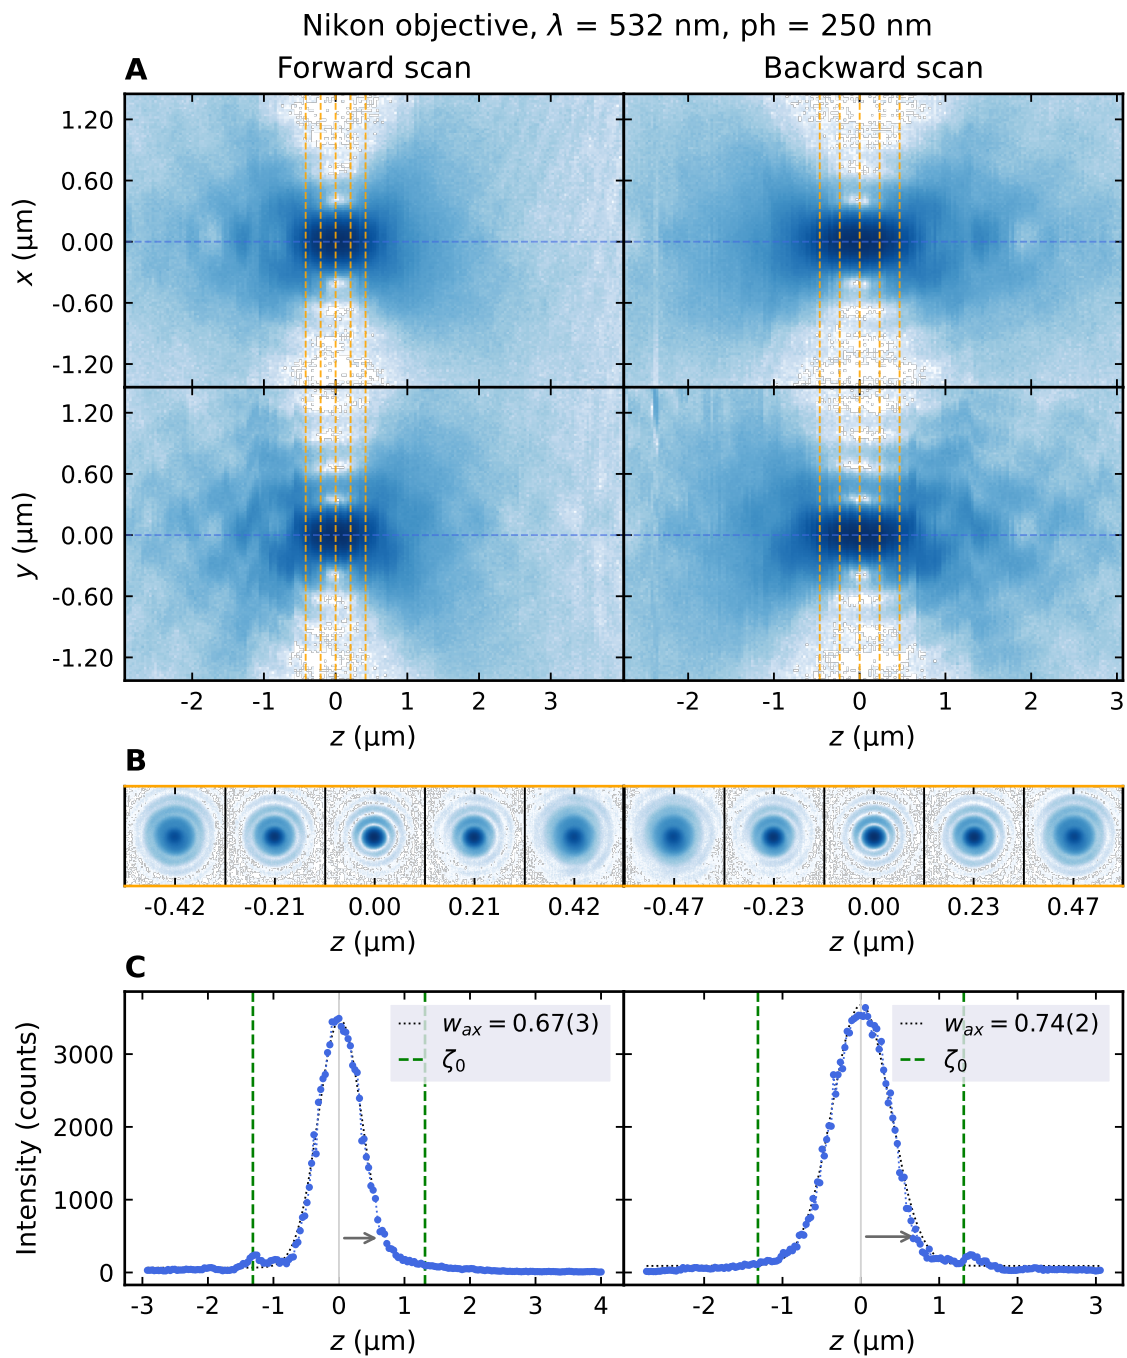 Nikon objective, λ = 532 nm, ph = 250 nm
A
Forward scan
Backward scan
1.20
0.60
0.00
-0.60
-1.20
x (µm)
1.20
0.60
0.00
-0.60
-1.20
y (µm)
-2 -1 0 1 2 3
-2 -1 0 1 2 3
z (µm)
z (µm)
B
-0.42 -0.21 0.00 0.21 0.42
-0.47 -0.23 0.00 0.23 0.47
z (µm)
z (µm)
C
w_ax = 0.67(3)
ζ₀
w_ax = 0.74(2)
ζ₀
3000
2000
1000
0
Intensity (counts)
-3 -2 -1 0 1 2 3 4
-2 -1 0 1 2 3
z (µm)
z (µm)